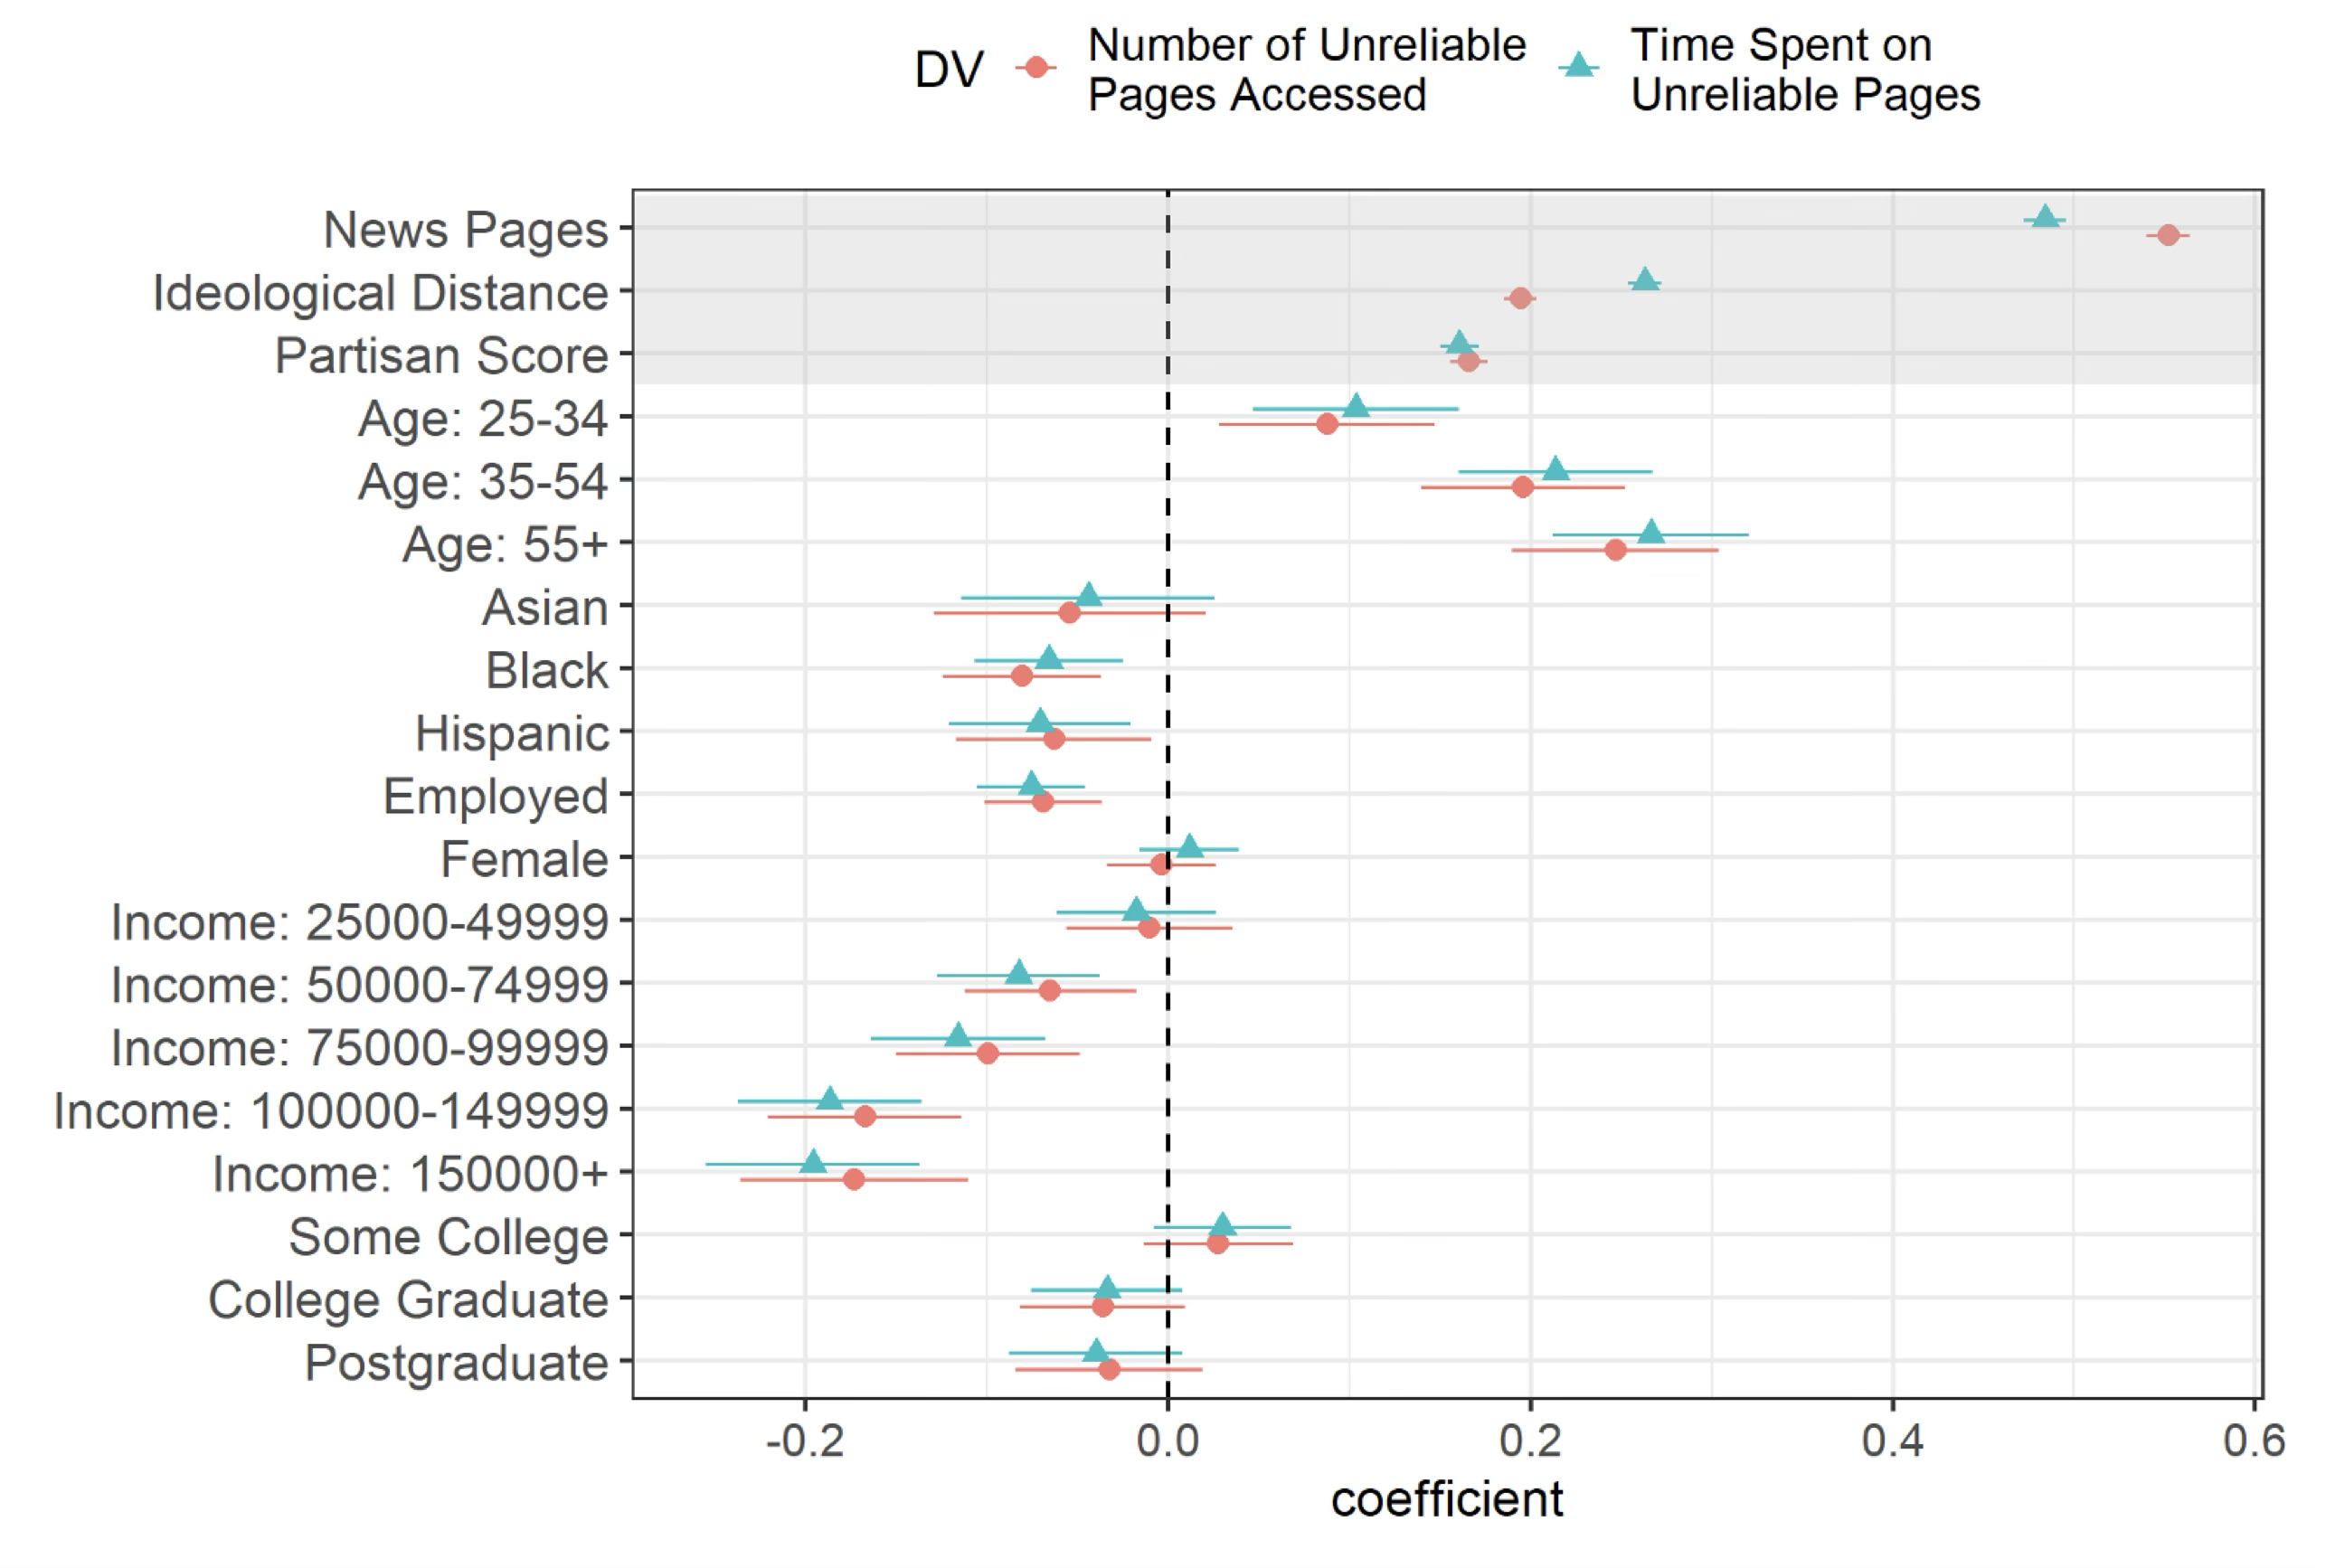 DV
Number of Unreliable
Pages Accessed
Time Spent on
Unreliable Pages
News Pages
Ideological Distance
Partisan Score
Age: 25-34
Age: 35-54
Age: 55+
Asian
Black
Hispanic
Employed
Female
Income: 25000-49999
Income: 50000-74999
Income: 75000-99999
Income: 100000-149999
Income: 150000+
Some College
College Graduate
Postgraduate
-0.2 0.0 0.2 0.4 0.6
coefficient